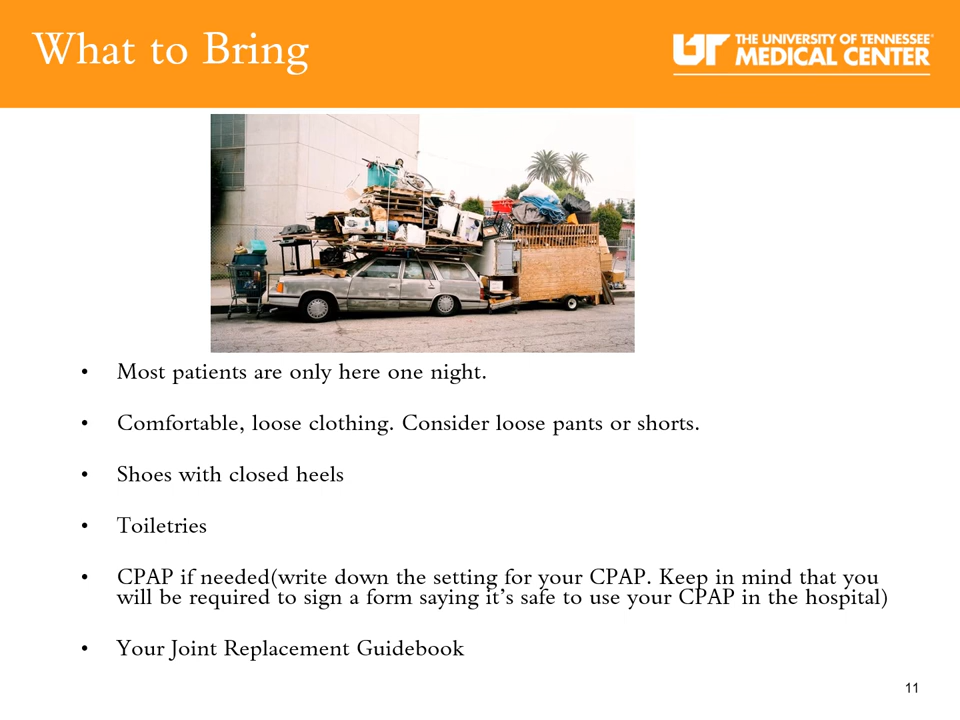 What to Bring
UT THE UNIVERSITY OF TENNESSEE
MEDICAL CENTER
• Most patients are only here one night.
• Comfortable, loose clothing. Consider loose pants or shorts.
• Shoes with closed heels
• Toiletries
• CPAP if needed(write down the setting for your CPAP. Keep in mind that you
will be required to sign a form saying it’s safe to use your CPAP in the hospital)
• Your Joint Replacement Guidebook
11